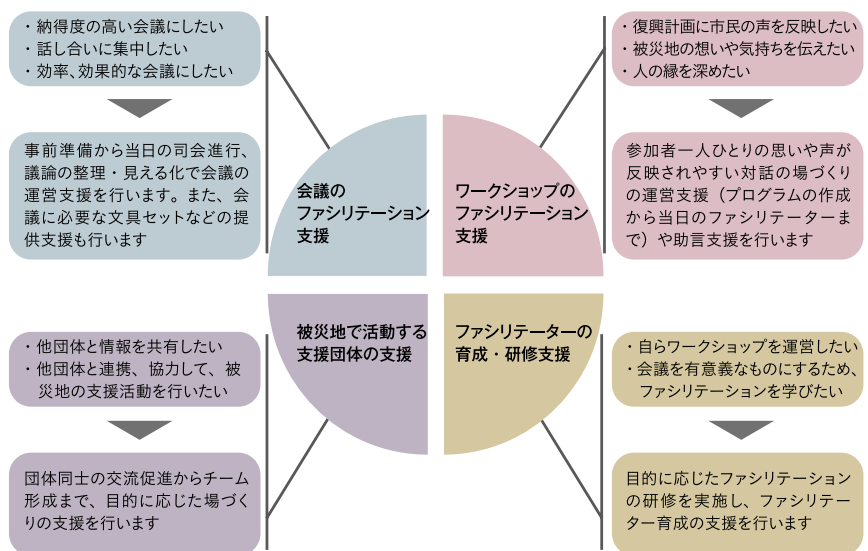 ・納得度の高い会議にしたい
・話し合いに集中したい
・効率、効果的な会議にしたい
事前準備から当日の司会進行、
議論の整理・見える化で会議の
運営支援を行います。また、会
議に必要な文具セットなどの提
供支援も行います
会議の
ファシリテーション
支援
ワークショップの
ファシリテーション
支援
・復興計画に市民の声を反映したい
・被災地の想いや気持ちを伝えたい
・人の縁を深めたい
参加者一人ひとりの思いや声が
反映されやすい対話の場づくり
の運営支援（プログラムの作成
から当日のファシリテーターま
で）や助言支援を行います
・他団体と情報を共有したい
・他団体と連携、協力して、被
災地の支援活動を行いたい
団体同士の交流促進からチーム
形成まで、目的に応じた場づく
りの支援を行います
被災地で活動する
支援団体の支援
ファシリテーターの
育成・研修支援
・自らワークショップを運営したい
・会議を有意義なものにするため、
ファシリテーションを学びたい
目的に応じたファシリテーション
の研修を実施し、ファシリテー
ター育成の支援を行います